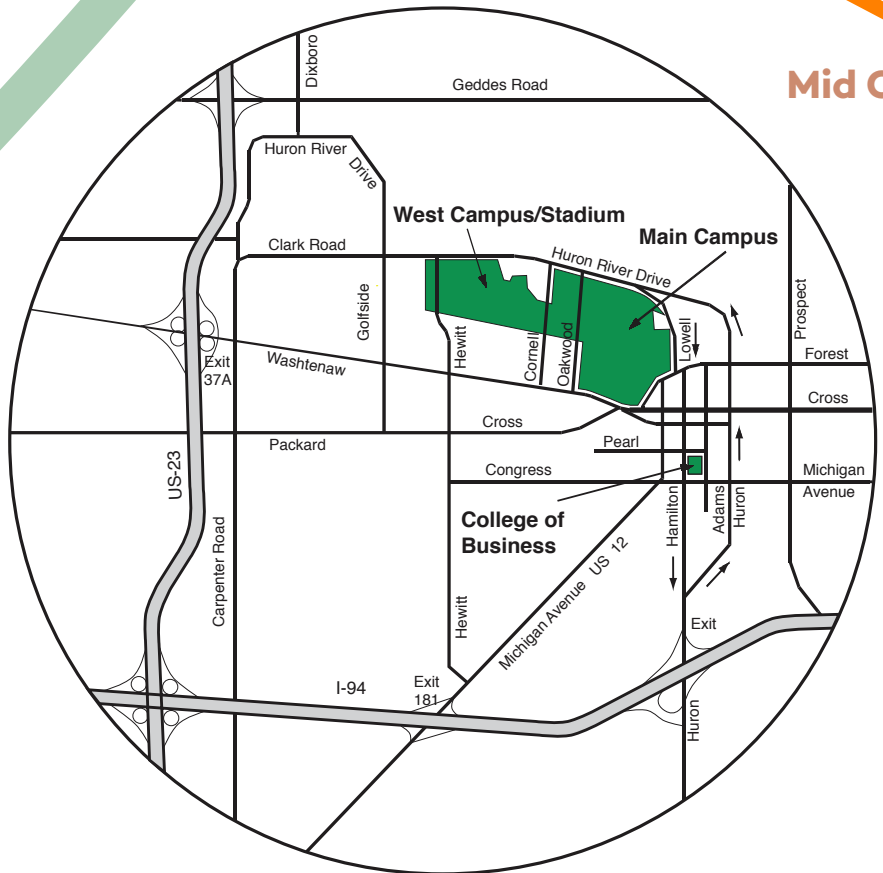 Dixboro
Geddes Road
Mid C
Huron River
Drive
West Campus/Stadium
Main Campus
Clark Road
Huron River Drive
Prospect
Golfside
Hewitt
Cornell
Oakwood
Lowell
Exit
37A
Washtenaw
Forest
Cross
Cross
Packard
Pearl
US-23
Congress
Michigan
Avenue
College of
Business
Hamilton
Adams
Huron
Carpenter Road
Michigan Avenue US 12
Hewitt
Exit
I-94
Exit
181
Huron